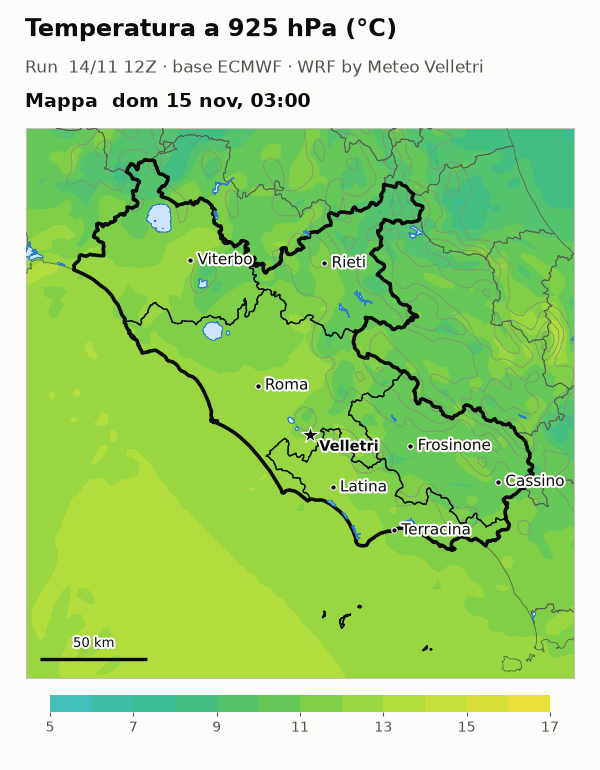 Temperatura a 925 hPa (°C)
Run  14/11 12Z · base ECMWF · WRF by Meteo Velletri
Mappa  dom 15 nov, 03:00
Viterbo
Rieti
Roma
Velletri
Frosinone
Latina
Cassino
Terracina
50 km
5 7 9 11 13 15 17